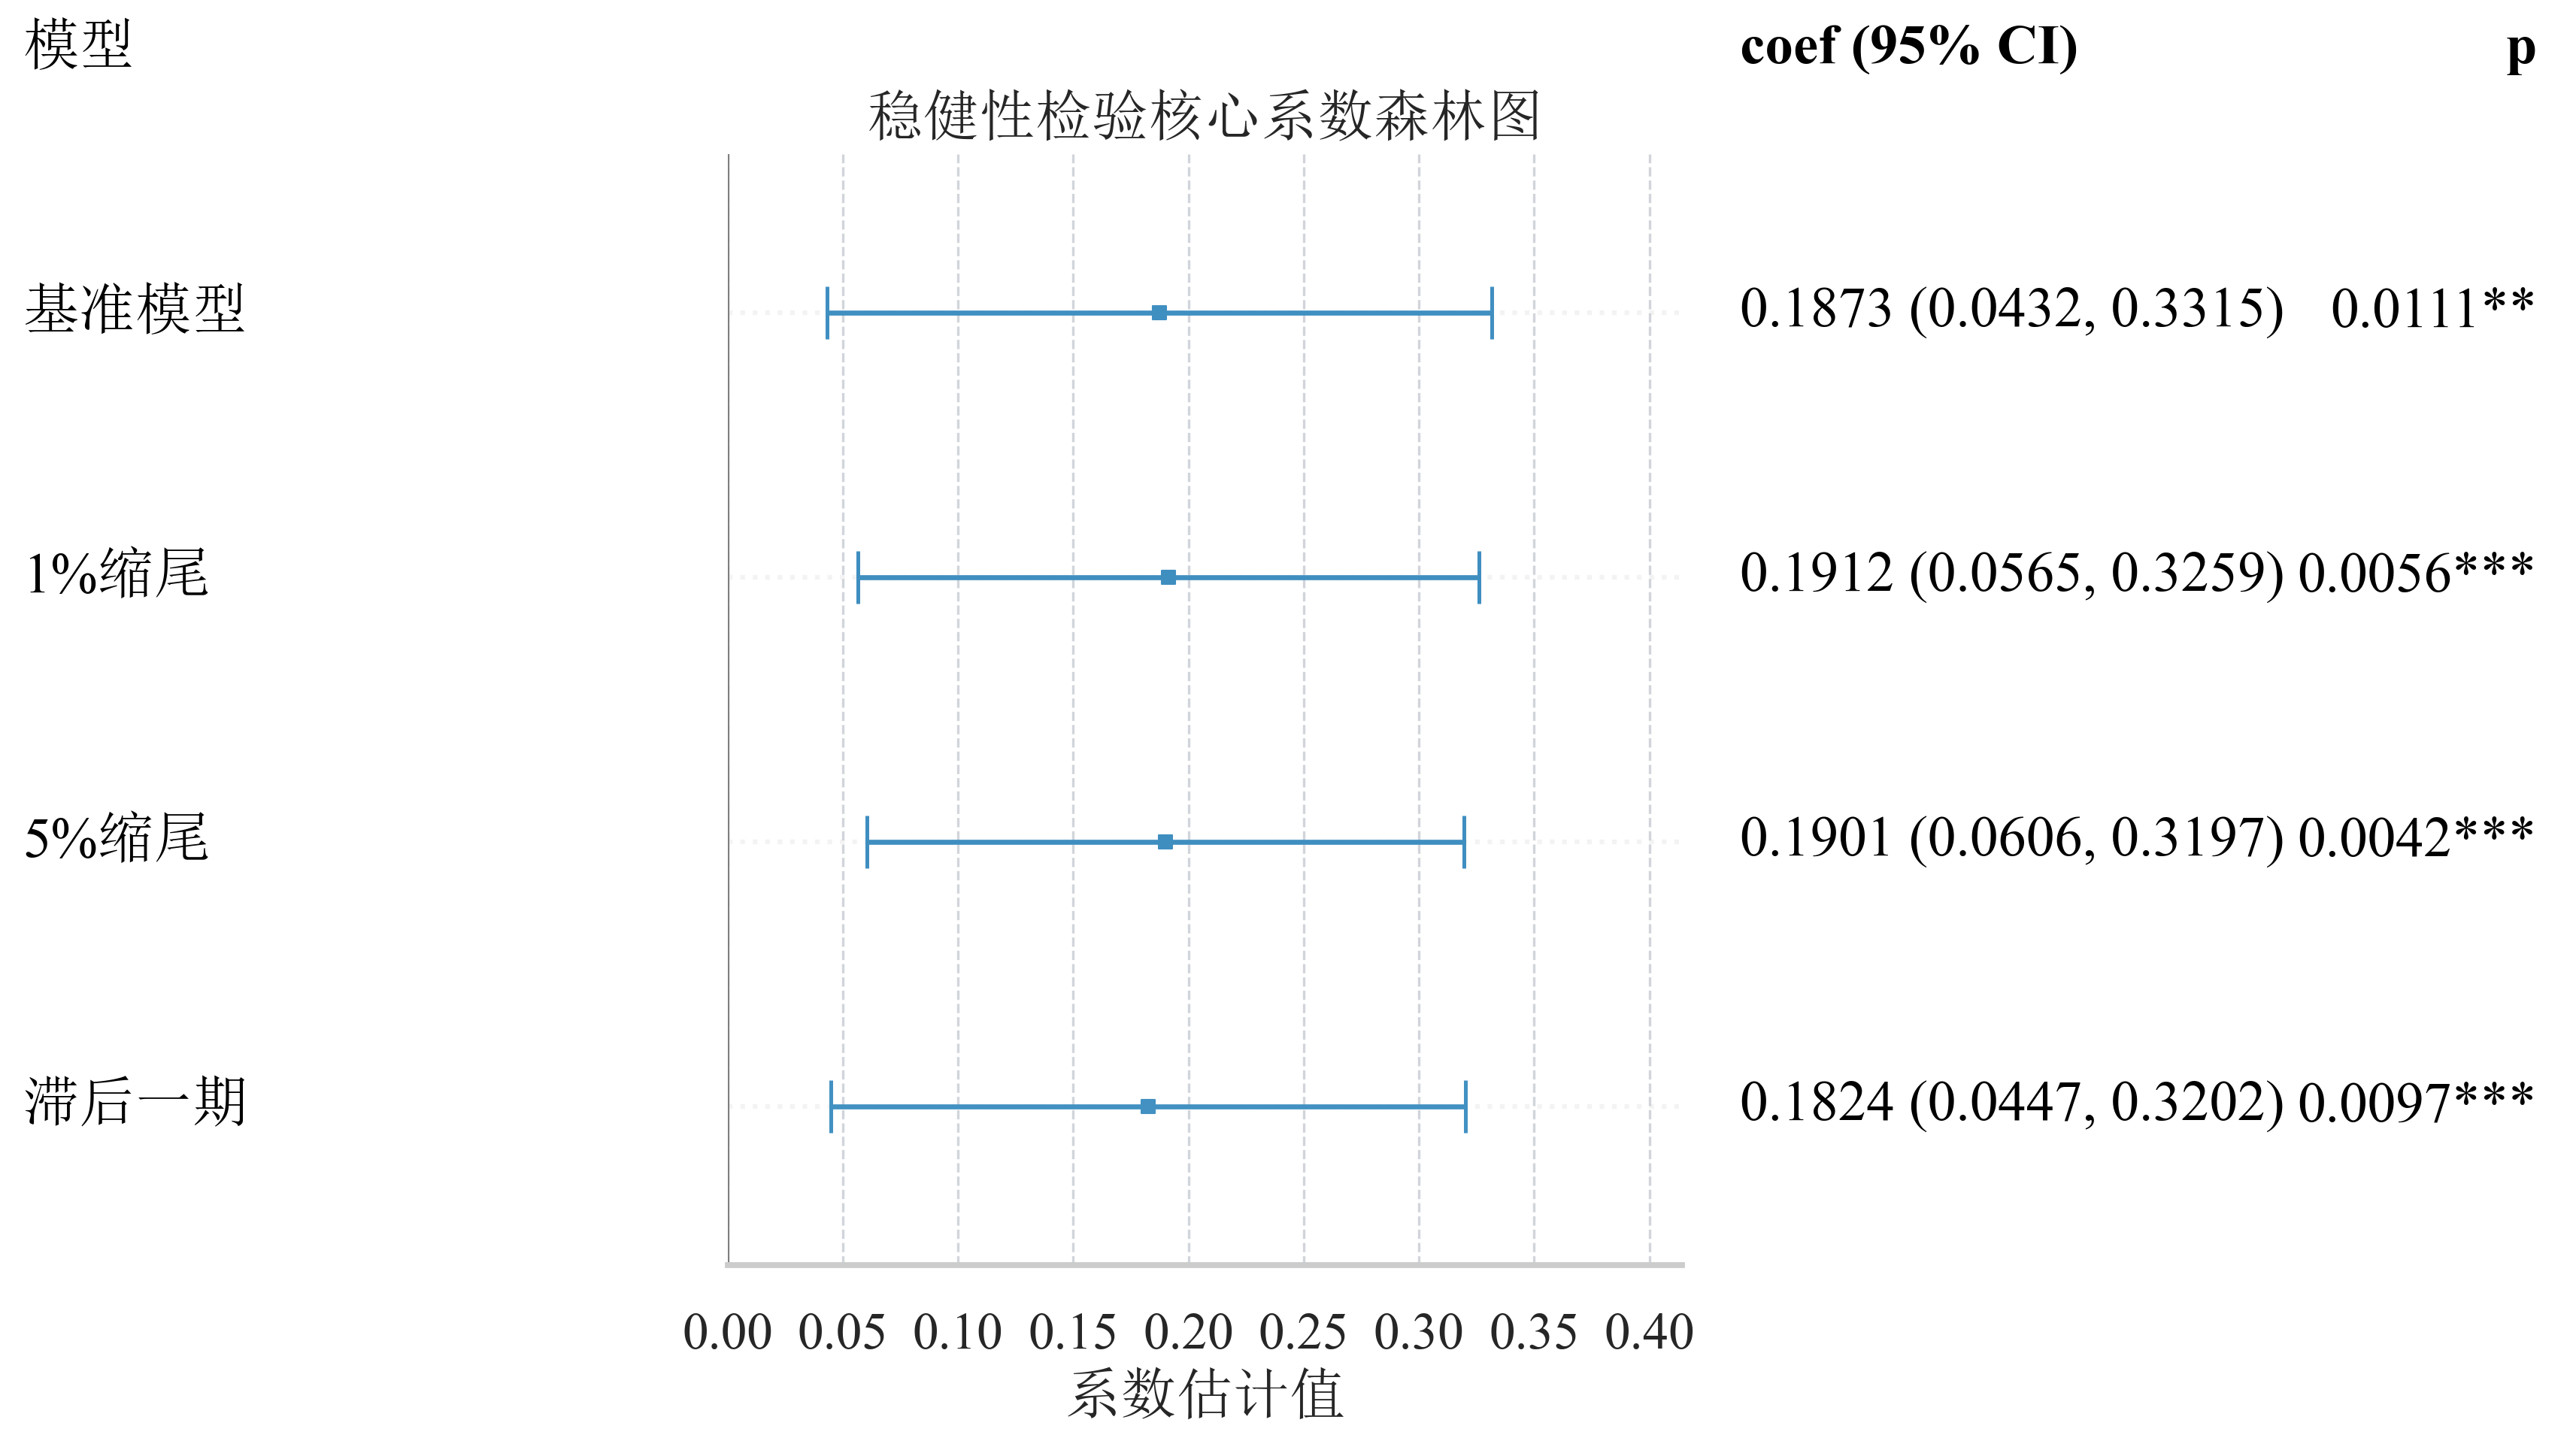 模型 coef (95% CI) p
稳健性检验核心系数森林图
基准模型 0.1873 (0.0432, 0.3315) 0.0111**
1%缩尾 0.1912 (0.0565, 0.3259) 0.0056***
5%缩尾 0.1901 (0.0606, 0.3197) 0.0042***
滞后一期 0.1824 (0.0447, 0.3202) 0.0097***
0.00 0.05 0.10 0.15 0.20 0.25 0.30 0.35 0.40
系数估计值